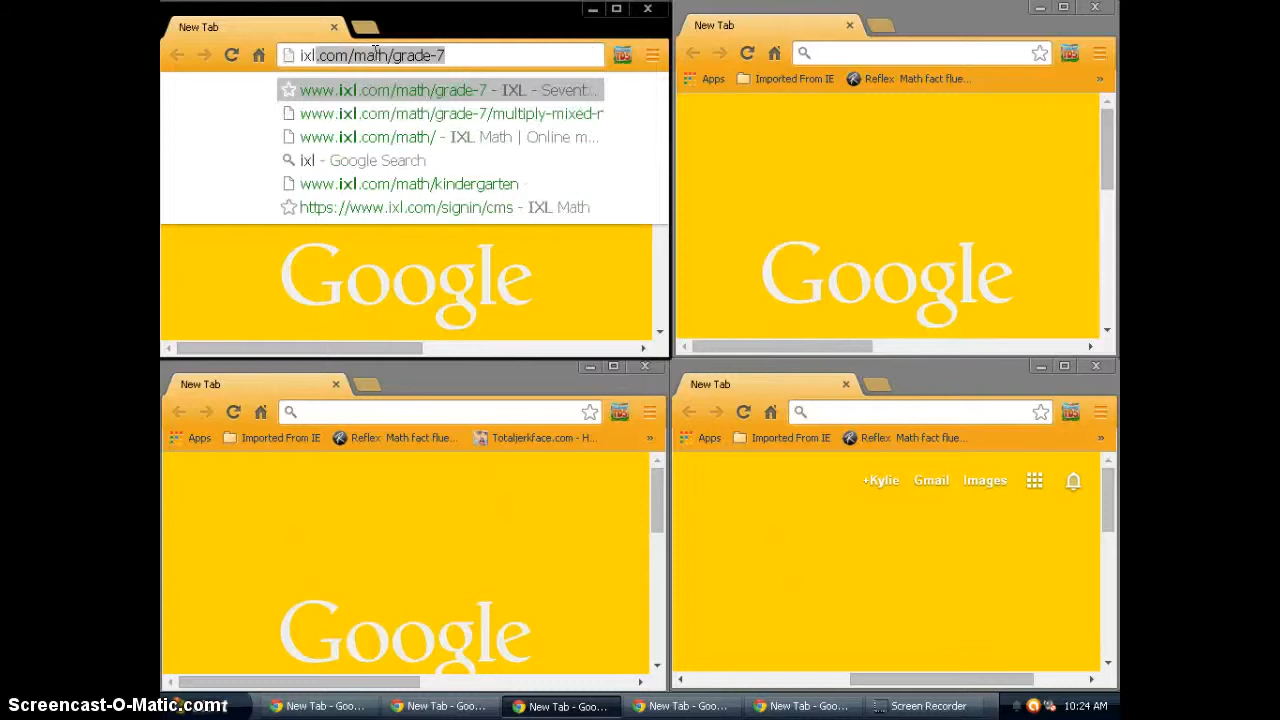 New Tab
ixl.com/math/grade-7
www.ixl.com/math/grade-7 - IXL - Sevent...
www.ixl.com/math/grade-7/multiply-mixed-r
www.ixl.com/math/ - IXL Math | Online m...
ixl - Google Search
www.ixl.com/math/kindergarten
https://www.ixl.com/signin/cms - IXL Math
Google
New Tab
Apps Imported From IE Reflex Math fact flue... »
Google
New Tab
Apps Imported From IE Reflex Math fact flue... Totaljerkface.com - H... »
Google
New Tab
Apps Imported From IE Reflex Math fact flue... »
+Kylie Gmail Images
Screencast-O-Matic.com
New Tab - Goo... New Tab - Goo... New Tab - Goo... New Tab - Goo... New Tab - Goo... Screen Recorder 10:24 AM